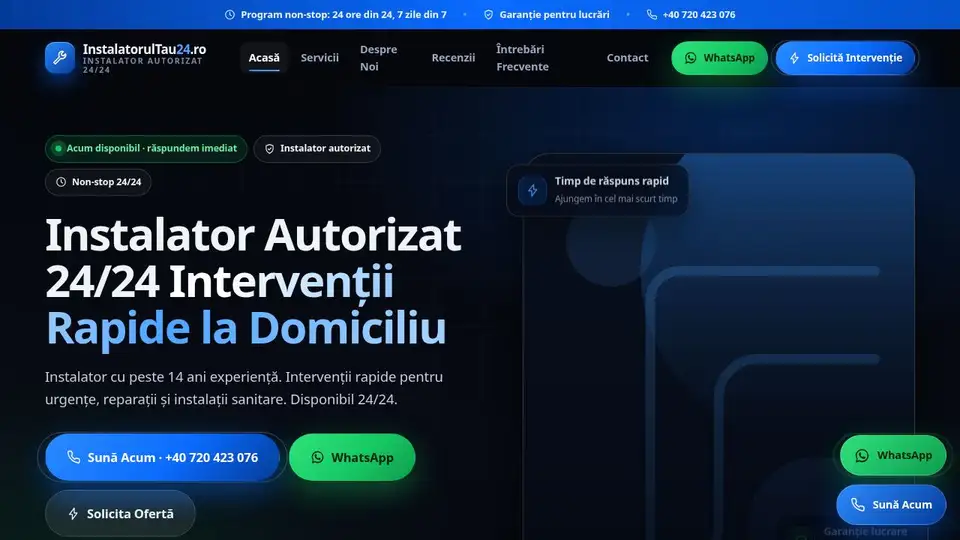 Program non-stop: 24 ore din 24, 7 zile din 7
Garanție pentru lucrări
+40 720 423 076
InstalatorulTau24.ro
INSTALATOR AUTORIZAT
24/24
Acasă
Servicii
Despre
Noi
Recenzii
Întrebări
Frecvente
Contact
WhatsApp
Solicită Intervenție
Acum disponibil · răspundem imediat
Instalator autorizat
Non-stop 24/24
Timp de răspuns rapid
Ajungem în cel mai scurt timp
Instalator Autorizat
24/24 Intervenții
Rapide la Domiciliu
Instalator cu peste 14 ani experiență. Intervenții rapide pentru
urgențe, reparații și instalații sanitare. Disponibil 24/24.
Sună Acum · +40 720 423 076
WhatsApp
Solicita Ofertă
WhatsApp
Sună Acum
Garanție lucrare